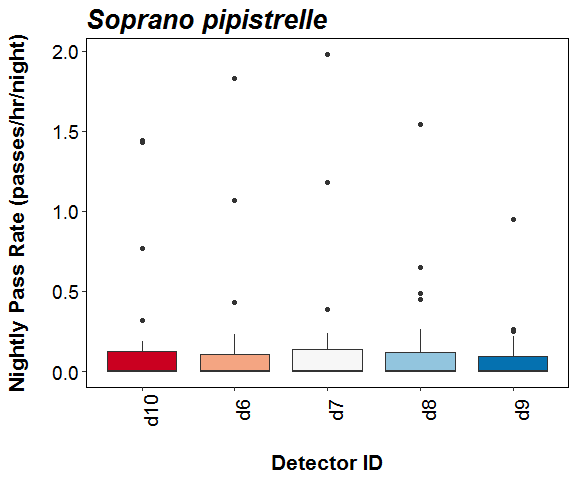 Soprano pipistrelle
Nightly Pass Rate (passes/hr/night)
2.0
1.5
1.0
0.5
0.0
d10 d6 d7 d8 d9
Detector ID